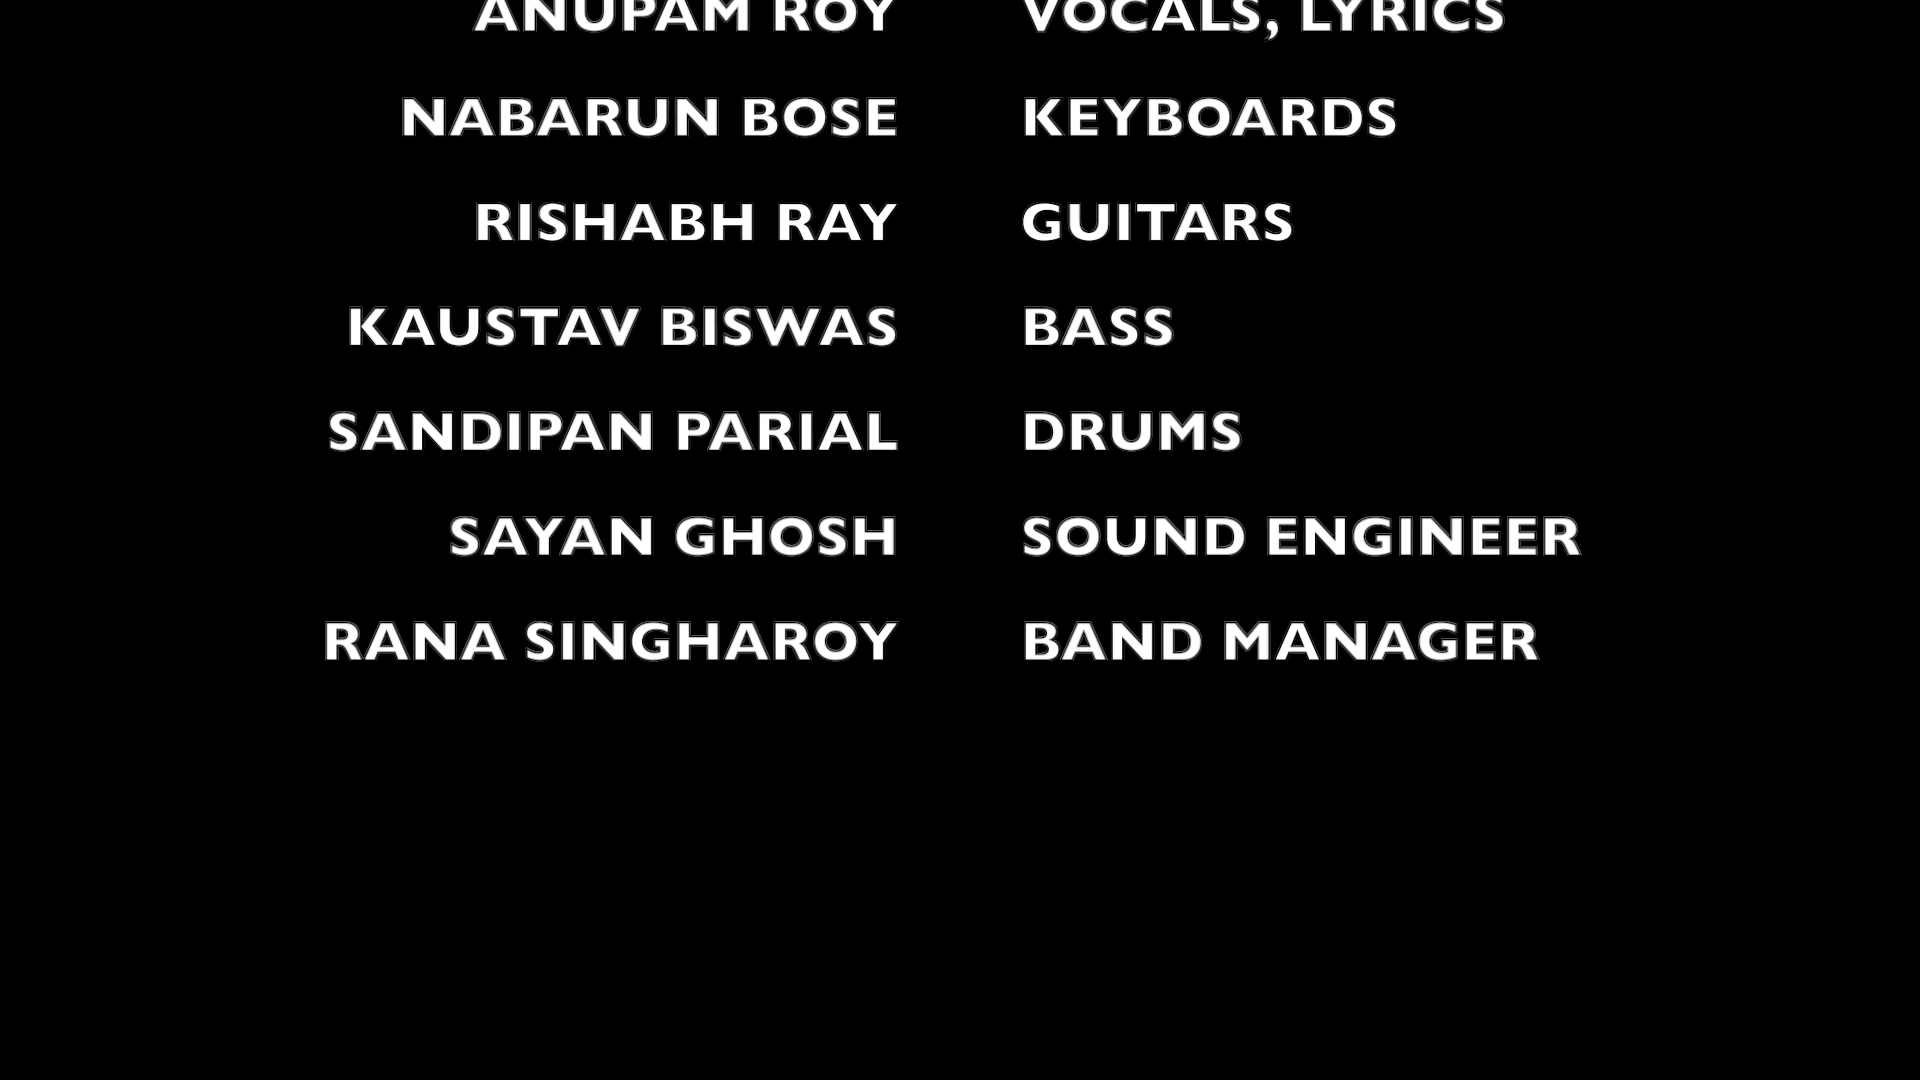 ANUPAM ROY VOCALS, LYRICS
NABARUN BOSE KEYBOARDS
RISHABH RAY GUITARS
KAUSTAV BISWAS BASS
SANDIPAN PARIAL DRUMS
SAYAN GHOSH SOUND ENGINEER
RANA SINGHAROY BAND MANAGER